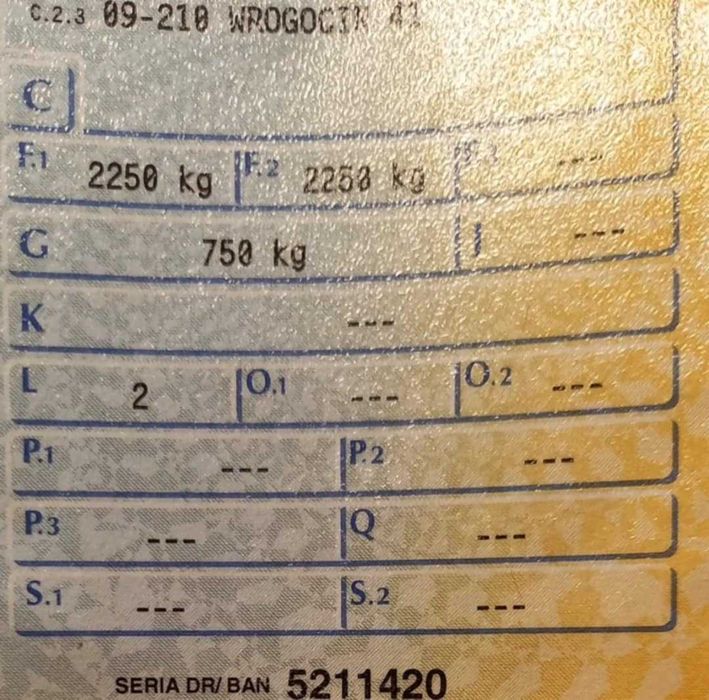 C.2.3 09-210 WROGOCIN 41
C
F.1 2250 kg F.2 2250 kg F.3 ---
G 750 kg J ---
K ---
L 2 O.1 --- O.2 ---
P.1 --- P.2 ---
P.3 --- Q ---
S.1 --- S.2 ---
SERIA DR/ BAN 5211420